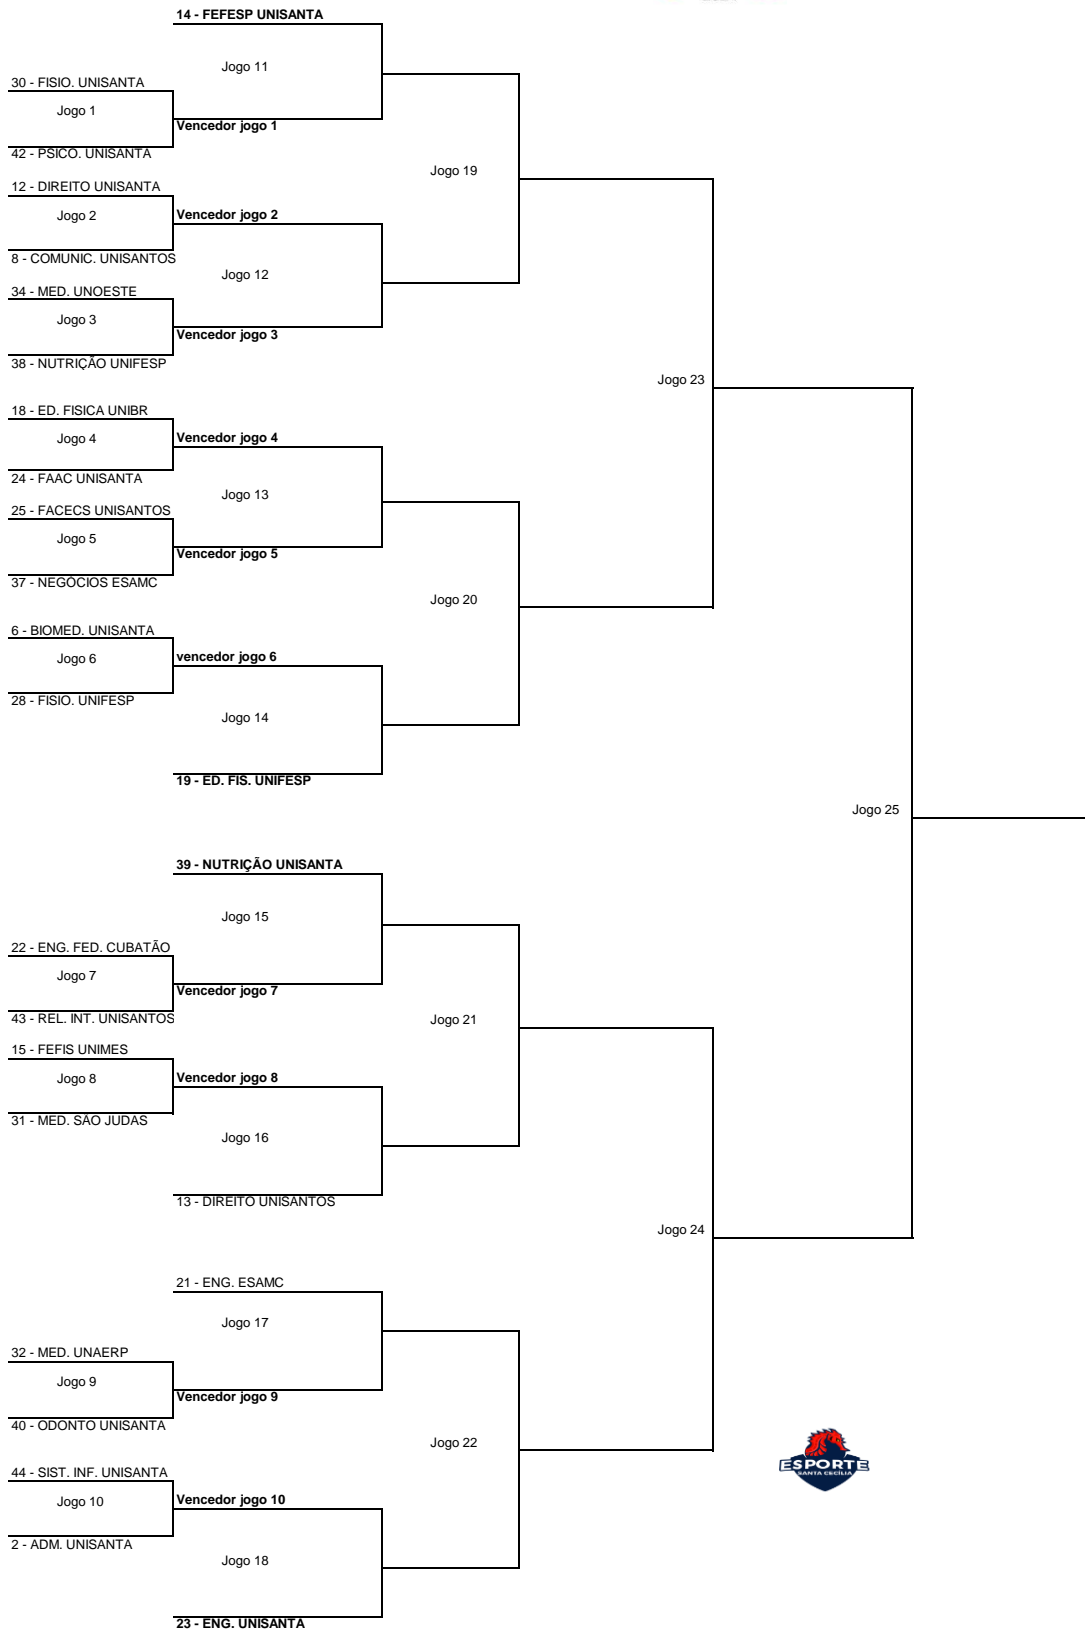 14 - FEFESP UNISANTA
Jogo 11
30 - FISIO. UNISANTA
Jogo 1
Vencedor jogo 1
42 - PSICO. UNISANTA
Jogo 19
12 - DIREITO UNISANTA
Jogo 2
Vencedor jogo 2
8 - COMUNIC. UNISANTOS
Jogo 12
34 - MED. UNOESTE
Jogo 3
Vencedor jogo 3
38 - NUTRIÇÃO UNIFESP
Jogo 23
18 - ED. FISICA UNIBR
Jogo 4
Vencedor jogo 4
24 - FAAC UNISANTA
Jogo 13
25 - FACECS UNISANTOS
Jogo 5
Vencedor jogo 5
37 - NEGÓCIOS ESAMC
Jogo 20
6 - BIOMED. UNISANTA
Jogo 6
vencedor jogo 6
28 - FISIO. UNIFESP
Jogo 14
19 - ED. FIS. UNIFESP
Jogo 25
39 - NUTRIÇÃO UNISANTA
Jogo 15
22 - ENG. FED. CUBATÃO
Jogo 7
Vencedor jogo 7
43 - REL. INT. UNISANTOS
Jogo 21
15 - FEFIS UNIMES
Jogo 8
Vencedor jogo 8
31 - MED. SÃO JUDAS
Jogo 16
13 - DIREITO UNISANTOS
Jogo 24
21 - ENG. ESAMC
Jogo 17
32 - MED. UNAERP
Jogo 9
Vencedor jogo 9
40 - ODONTO UNISANTA
Jogo 22
44 - SIST. INF. UNISANTA
Jogo 10
Vencedor jogo 10
2 - ADM. UNISANTA
Jogo 18
23 - ENG. UNISANTA
ESPORTE
SANTA CECÍLIA